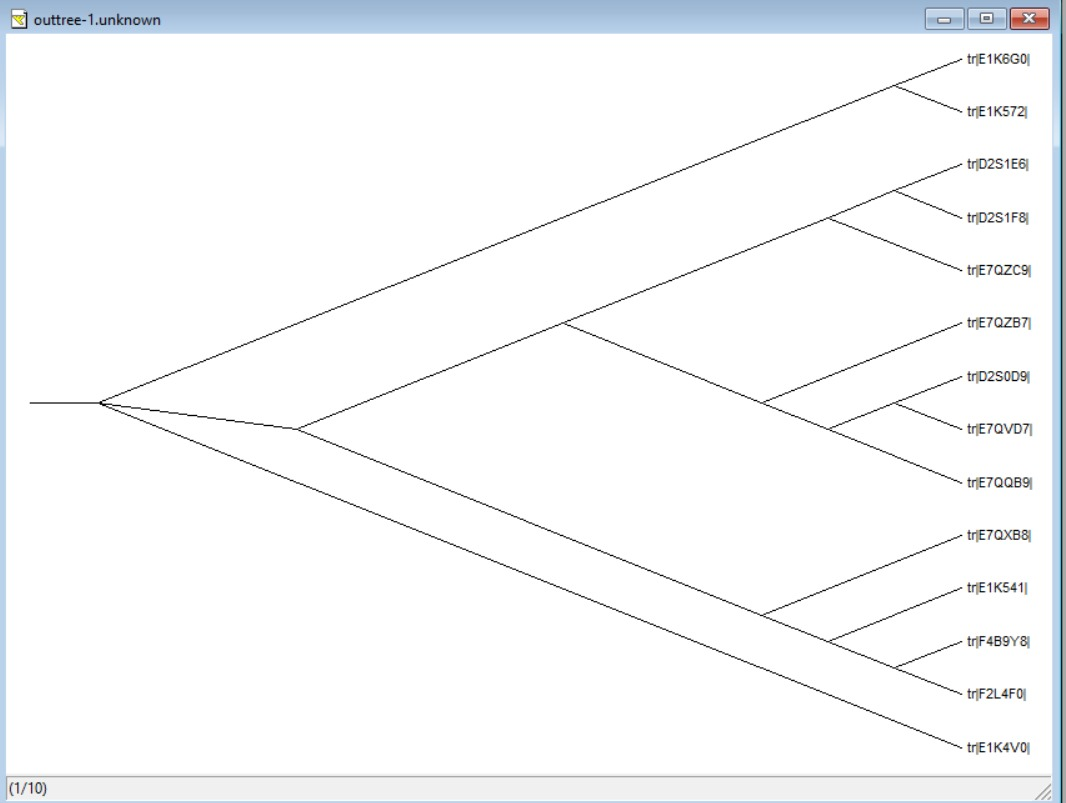 outtree-1.unknown
tr|E1K6G0|
tr|E1K572|
tr|D2S1E6|
tr|D2S1F8|
tr|E7QZC9|
tr|E7QZB7|
tr|D2S0D9|
tr|E7QVD7|
tr|E7QQB9|
tr|E7QXB8|
tr|E1K541|
tr|F4B9Y8|
tr|F2L4F0|
tr|E1K4V0|
(1/10)